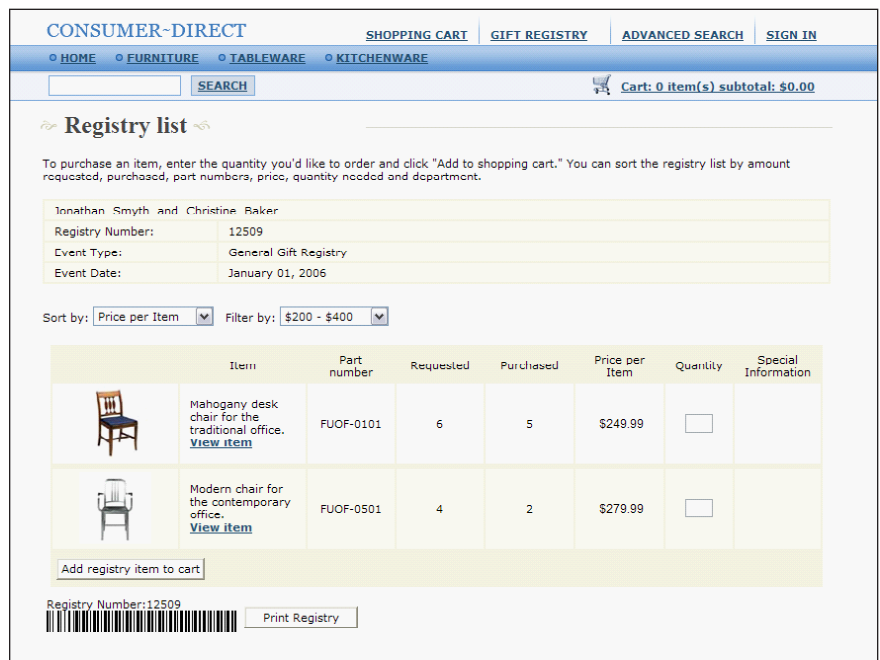 CONSUMER~DIRECT
SHOPPING CART GIFT REGISTRY ADVANCED SEARCH SIGN IN
HOME FURNITURE TABLEWARE KITCHENWARE
SEARCH
Cart: 0 item(s) subtotal: $0.00
Registry list
To purchase an item, enter the quantity you'd like to order and click "Add to shopping cart." You can sort the registry list by amount
requested, purchased, part numbers, price, quantity needed and department.
Jonathan Smyth and Christine Baker
Registry Number: 12509
Event Type: General Gift Registry
Event Date: January 01, 2006
Sort by: Price per Item Filter by: $200 - $400
Item Part number Requested Purchased Price per Item Quantity Special Information
Mahogany desk
chair for the
traditional office.
View item
FUOF-0101 6 5 $249.99
Modern chair for
the contemporary
office.
View item
FUOF-0501 4 2 $279.99
Add registry item to cart
Registry Number:12509
Print Registry